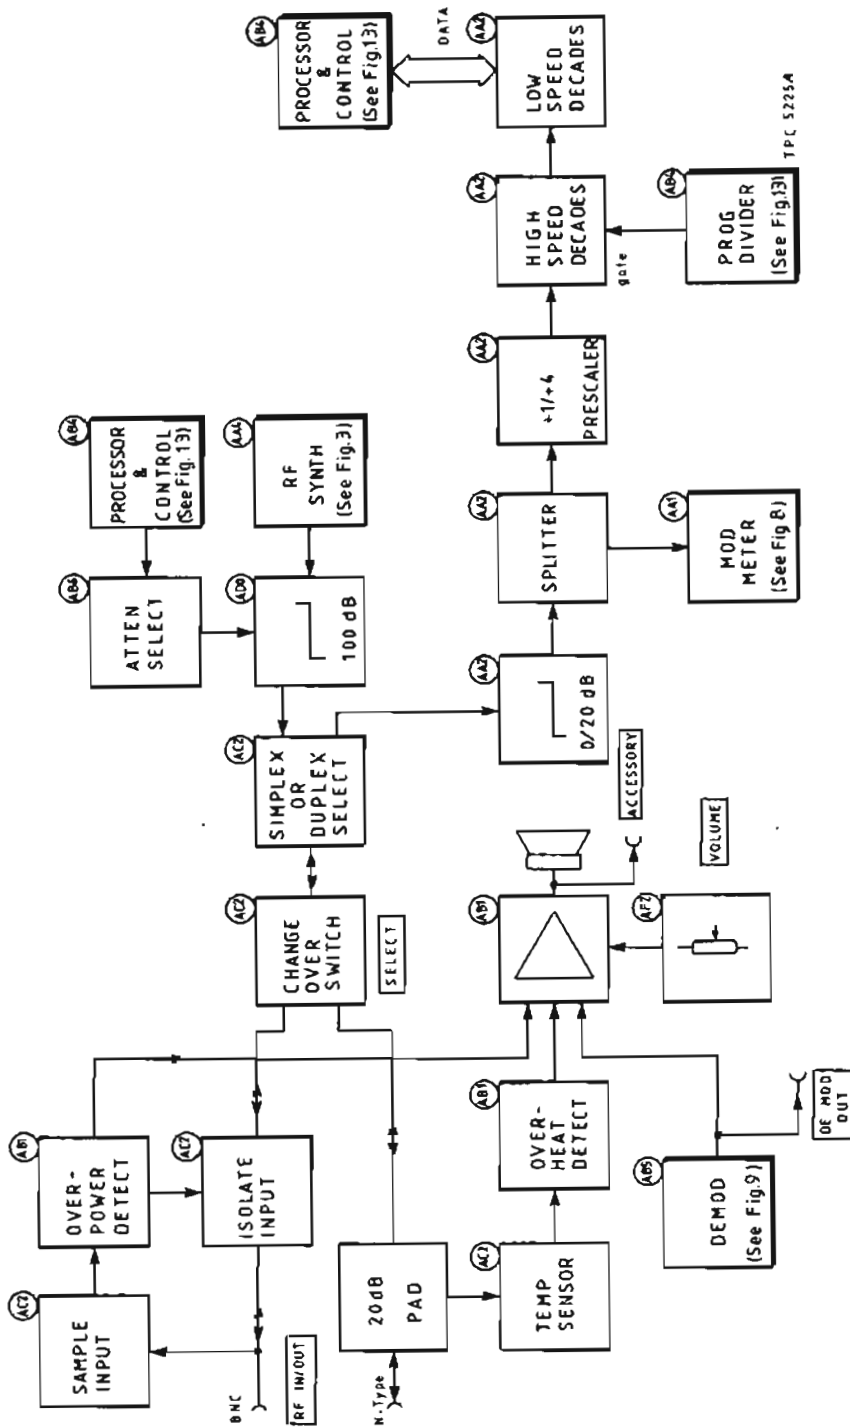 AC2
SAMPLE
INPUT
AB1
OVER-
POWER
DETECT
AC2
ISOLATE
INPUT
BNC
RF IN/OUT
N.Type
20dB
PAD
AC2
TEMP
SENSOR
AB1
OVER-
HEAT
DETECT
AB5
DEMOD
(See Fig.9)
DE MOD
OUT
AC2
CHANGE
OVER
SWITCH
SELECT
AC2
SIMPLEX
OR
DUPLEX
SELECT
AB4
ATTEN
SELECT
AB4
PROCESSOR
&
CONTROL
(See Fig.13)
AD0
100 dB
AA4
RF
SYNTH
(See Fig.3)
AB1
ACCESSORY
VOLUME
AF2
AA2
0/20 dB
AA2
SPLITTER
AA1
MOD
METER
(See Fig 8)
AA2
÷1/÷4
PRESCALER
AA2
HIGH
SPEED
DECADES
gate
AB4
PROG
DIVIDER
(See Fig.13)
AA2
LOW
SPEED
DECADES
DATA
AB4
PROCESSOR
&
CONTROL
(See Fig.13)
TPC 5225A